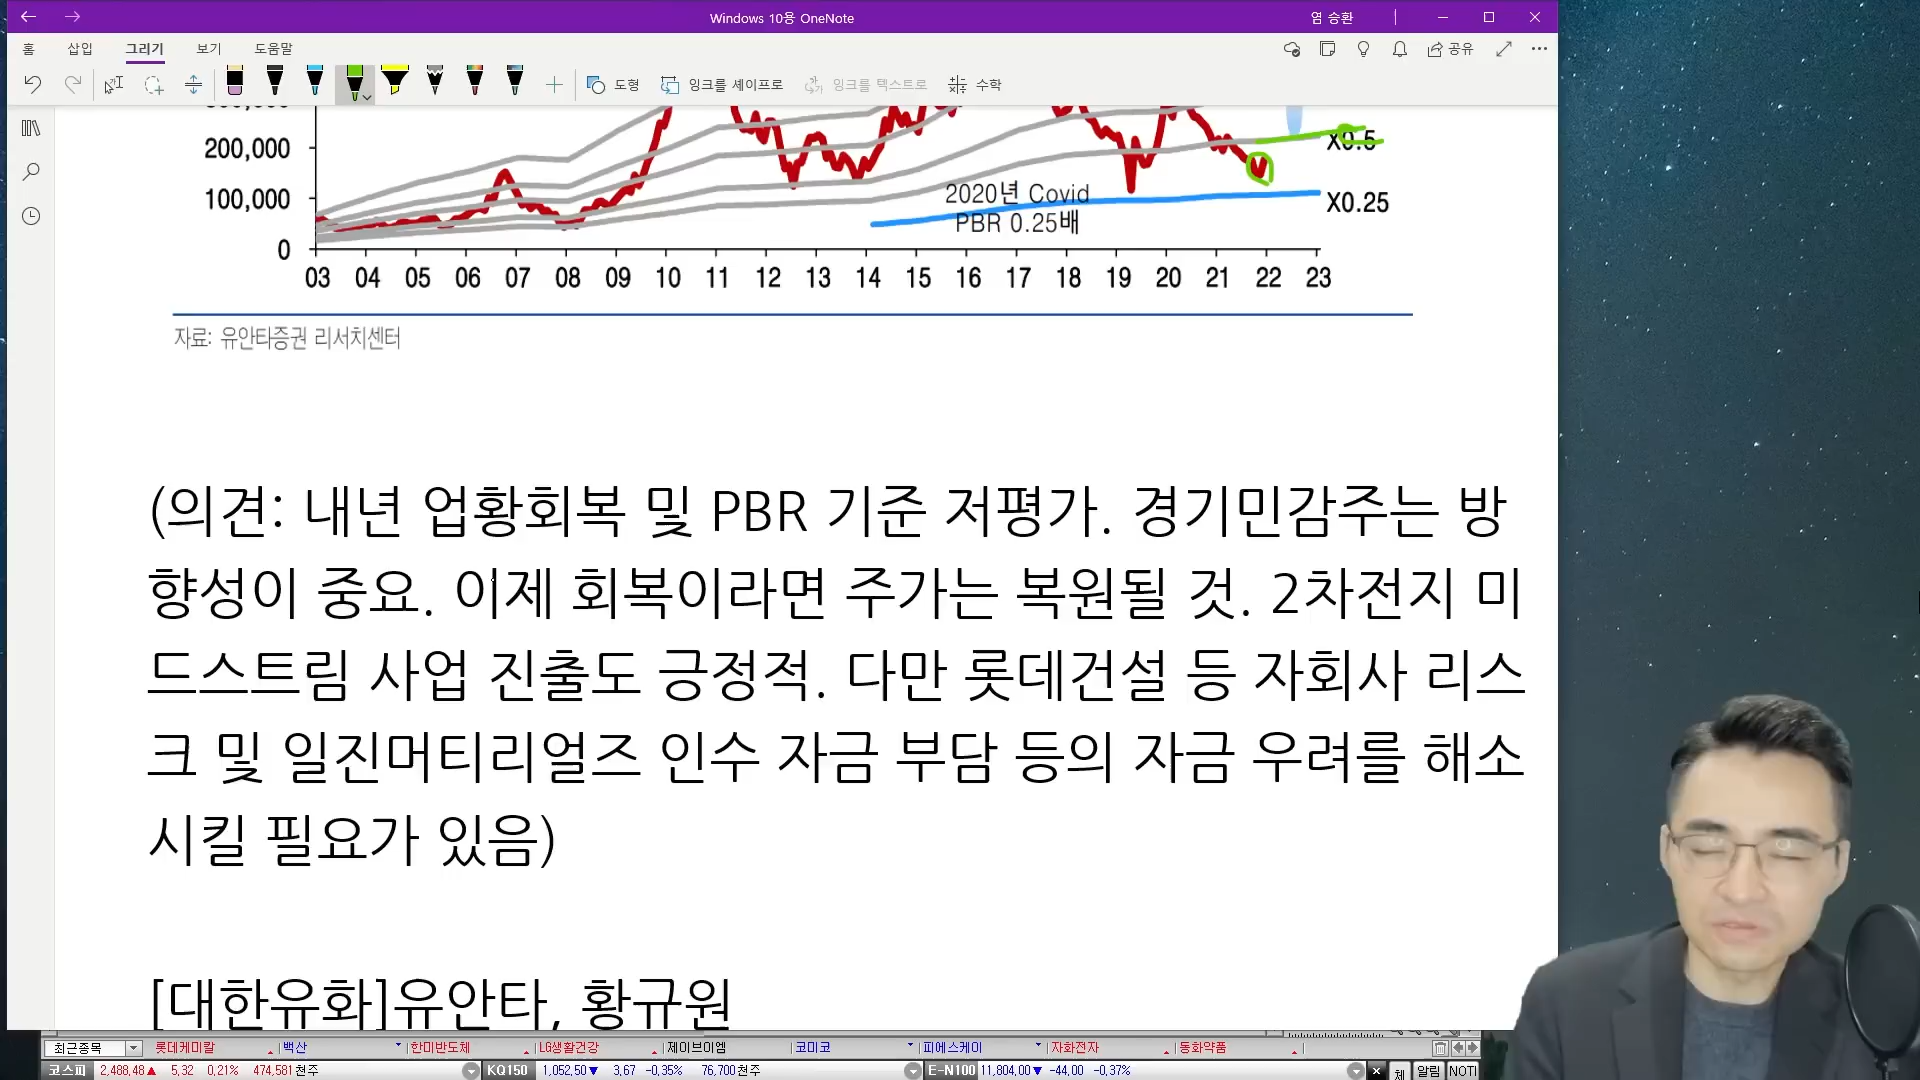 Windows 10용 OneNote
염 승환
홈 삽입 그리기 보기 도움말
공유
도형 잉크를 셰이프로 잉크를 텍스트로 수학
200,000
100,000
0
X0.5
X0.25
2020년 Covid
PBR 0.25배
03 04 05 06 07 08 09 10 11 12 13 14 15 16 17 18 19 20 21 22 23
자료: 유안타증권 리서치센터
(의견: 내년 업황회복 및 PBR 기준 저평가. 경기민감주는 방
향성이 중요. 이제 회복이라면 주가는 복원될 것. 2차전지 미
드스트림 사업 진출도 긍정적. 다만 롯데건설 등 자회사 리스
크 및 일진머티리얼즈 인수 자금 부담 등의 자금 우려를 해소
시킬 필요가 있음)
[대한유화]유안타, 황규원
최근종목 롯데케미칼 백산 한미반도체 LG생활건강 제이브이엠 코미코 피에스케이 자화전자 동화약품
코스피 2,488,48▲ 5,32 0,21% 474,581천주 KQ150 1,052,50▼ 3,67 -0,35% 76,700천주 E-N100 11,804,00▼ -44,00 -0,37% 체 알림 NOTI